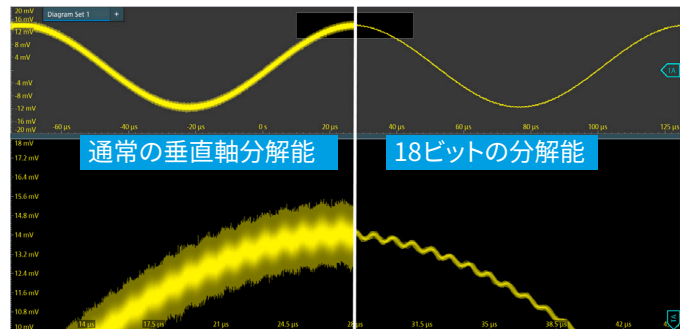 Diagram Set 1 +
20 mV
16 mV
12 mV
8 mV
4 mV
-4 mV
-8 mV
-12 mV
-16 mV
-20 mV
1A
-60 µs -40 µs -20 µs 0 s 20 µs 40 µs 60 µs 80 µs 100 µs 125 µs
18 mV
17.2 mV
16.4 mV
15.6 mV
14.8 mV
14 mV
13.2 mV
12.4 mV
11.6 mV
10.8 mV
10 mV
通常の垂直軸分解能
18ビットの分解能
14 µs 17.5 µs 21 µs 24.5 µs 28 31.5 µs 35 µs 38.5 µs 42 µs